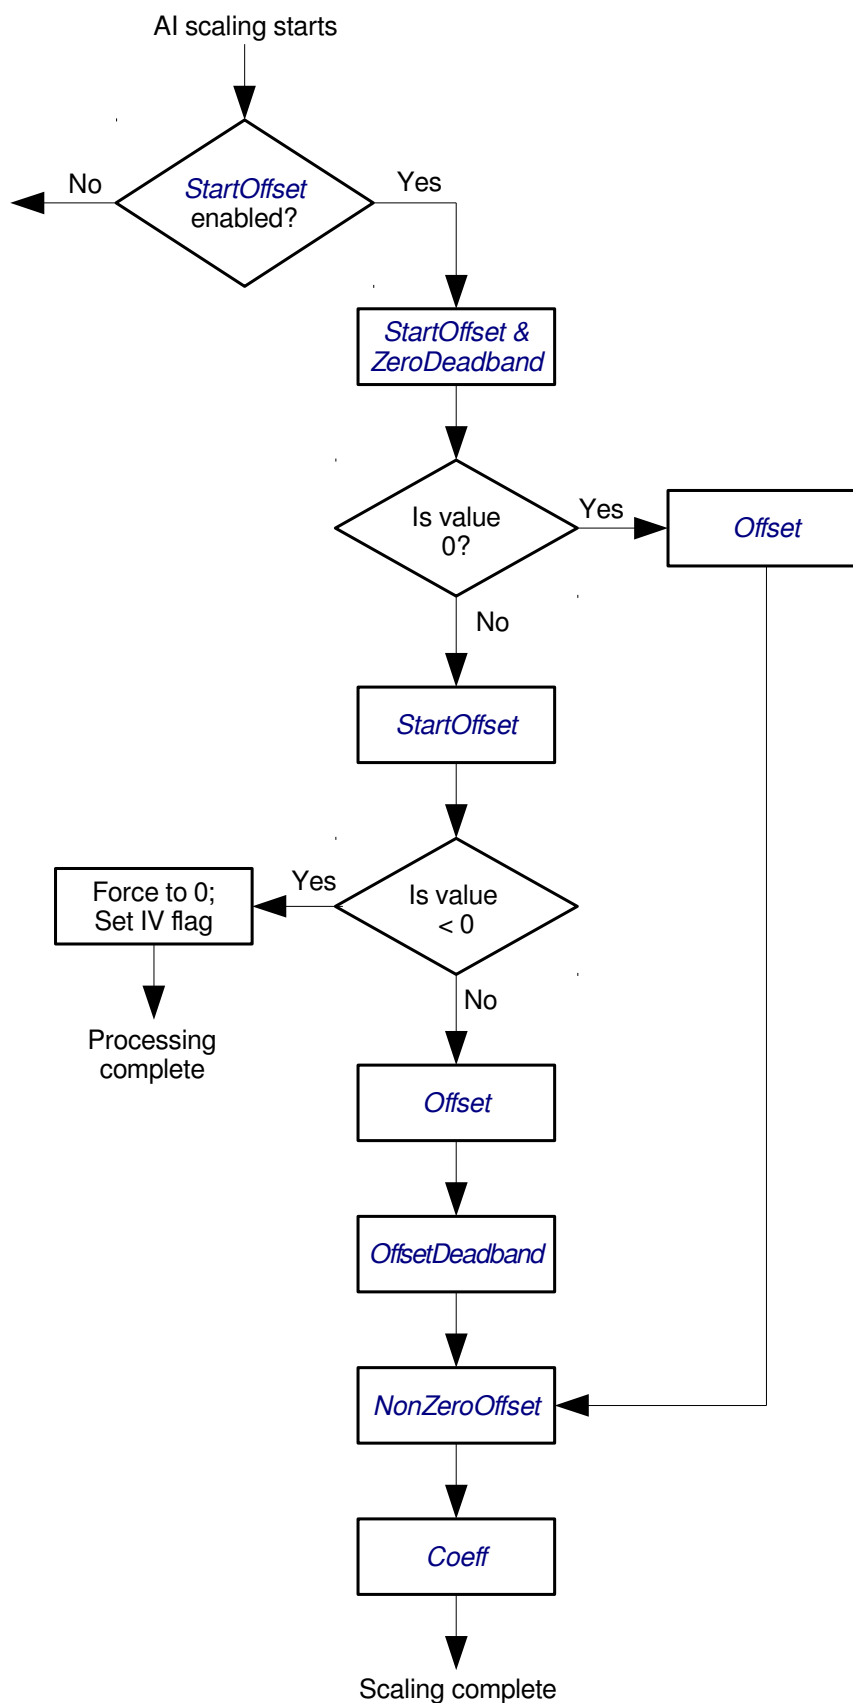 AI scaling starts
No
StartOffset
enabled?
Yes
StartOffset &
ZeroDeadband
Is value
0?
Yes
Offset
No
StartOffset
Force to 0;
Set IV flag
Yes
Is value
< 0
No
Processing
complete
Offset
OffsetDeadband
NonZeroOffset
Coeff
Scaling complete